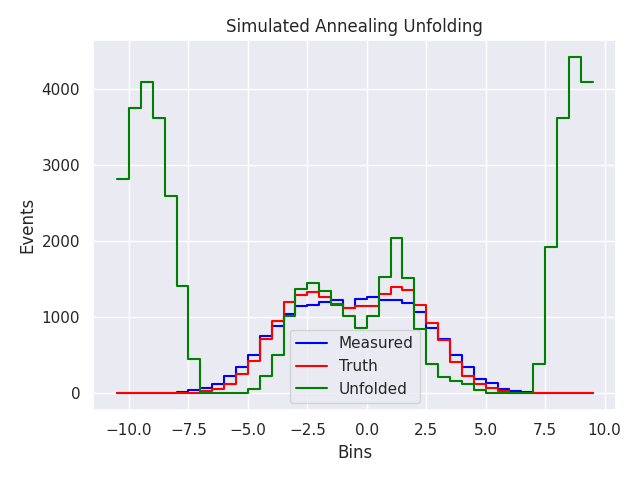 Simulated Annealing Unfolding
Events
4000
3000
2000
1000
0
Measured
Truth
Unfolded
−10.0 −7.5 −5.0 −2.5 0.0 2.5 5.0 7.5 10.0
Bins